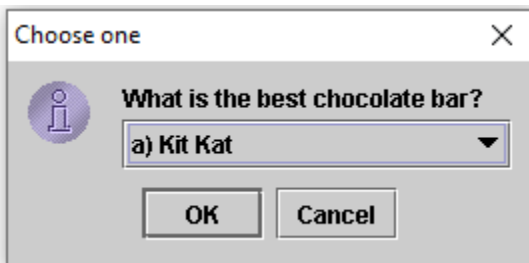 Choose one
What is the best chocolate bar?
a) Kit Kat
OK Cancel